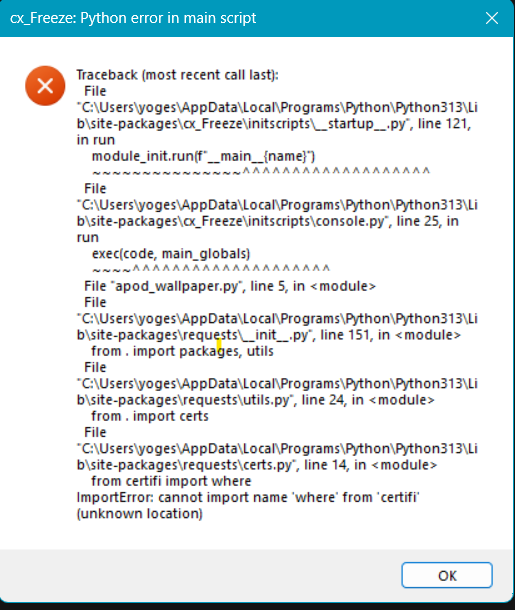 cx_Freeze: Python error in main script
Traceback (most recent call last):
File
"C:\Users\yoges\AppData\Local\Programs\Python\Python313\Li
b\site-packages\cx_Freeze\initscripts\__startup__.py", line 121,
in run
module_init.run(f"__main__{name}")
~~~~~~~~~~~~~~~^^^^^^^^^^^^^^^^^^^
File
"C:\Users\yoges\AppData\Local\Programs\Python\Python313\Li
b\site-packages\cx_Freeze\initscripts\console.py", line 25, in
run
exec(code, main_globals)
~~~~^^^^^^^^^^^^^^^^^^^^
File "apod_wallpaper.py", line 5, in <module>
File
"C:\Users\yoges\AppData\Local\Programs\Python\Python313\Li
b\site-packages\requests\__init__.py", line 151, in <module>
from . import packages, utils
File
"C:\Users\yoges\AppData\Local\Programs\Python\Python313\Li
b\site-packages\requests\utils.py", line 24, in <module>
from . import certs
File
"C:\Users\yoges\AppData\Local\Programs\Python\Python313\Li
b\site-packages\requests\certs.py", line 14, in <module>
from certifi import where
ImportError: cannot import name 'where' from 'certifi'
(unknown location)
OK